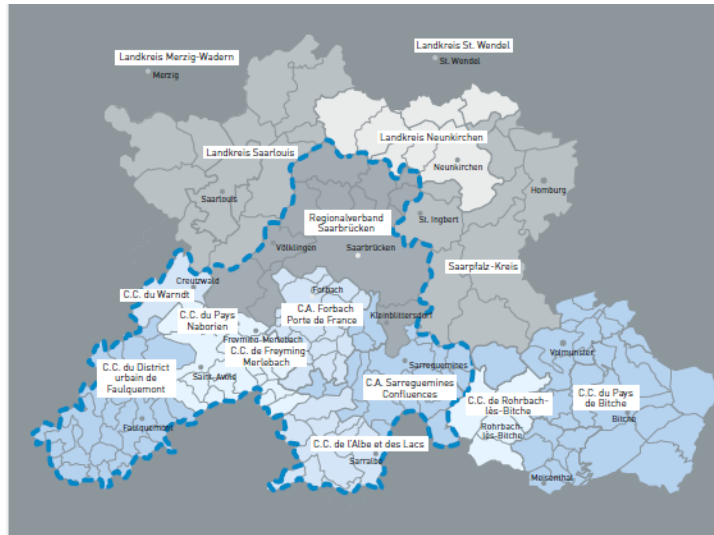 Landkreis Merzig-Wadern
Merzig
Landkreis St. Wendel
St. Wendel
Landkreis Neunkirchen
Neunkirchen
Landkreis Saarlouis
Saarlouis
Homburg
St. Ingbert
Regionalverband
Saarbrücken
Völklingen
Saarbrücken
Saarpfalz-Kreis
Creutzwald
C.C. du Warndt
Forbach
C.A. Forbach
Porte de France
C.C. du Pays
Naborien
Kleinblittersdorf
Freyming-Merlebach
C.C. de Freyming-
Merlebach
Volmunster
C.C. du District
urbain de
Faulquemont
Saint-Avold
Sarreguemines
C.A. Sarreguemines
Confluences
C.C. de Rohrbach-
lès-Bitche
C.C. du Pays
de Bitche
Bitche
Faulquemont
Rohrbach-
lès-Bitche
C.C. de l'Albe et des Lacs
Sarralbe
Meisenthal